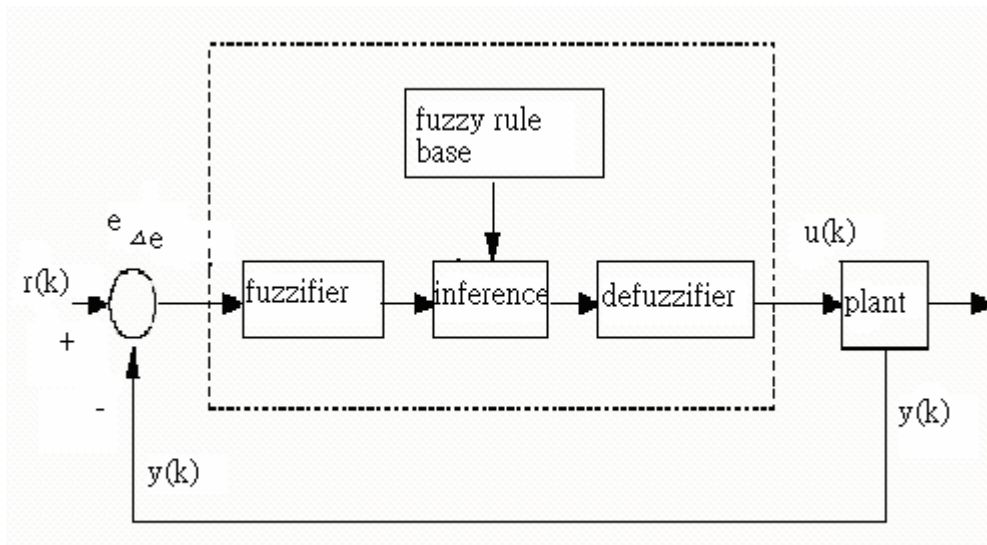 fuzzy rule
base
e
Δe
u(k)
r(k)
fuzzifier
inference
defuzzifier
plant
+
-
y(k)
y(k)